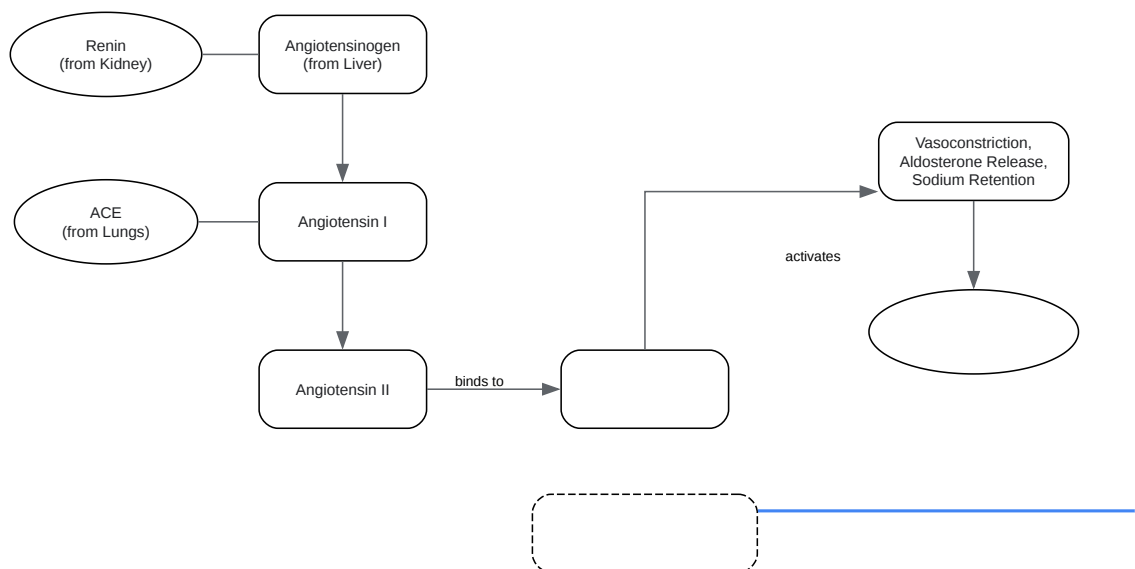 Renin
(from Kidney)
Angiotensinogen
(from Liver)
Vasoconstriction,
Aldosterone Release,
Sodium Retention
ACE
(from Lungs)
Angiotensin I
activates
Angiotensin II
binds to